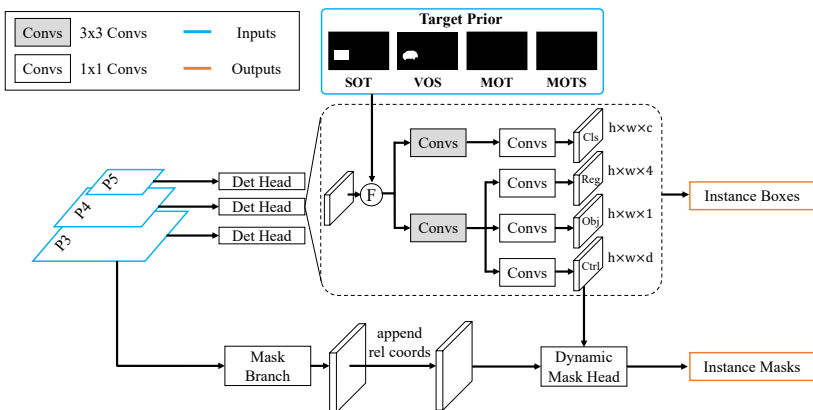 Convs 3x3 Convs Inputs
Convs 1x1 Convs Outputs
Target Prior
SOT VOS MOT MOTS
P5
P4
P3
Det Head
Det Head
Det Head
F
Convs Convs Cls h×w×c
Convs Reg h×w×4
Convs Convs Obj h×w×1
Convs Ctrl h×w×d
Instance Boxes
Mask
Branch
append
rel coords
Dynamic
Mask Head
Instance Masks